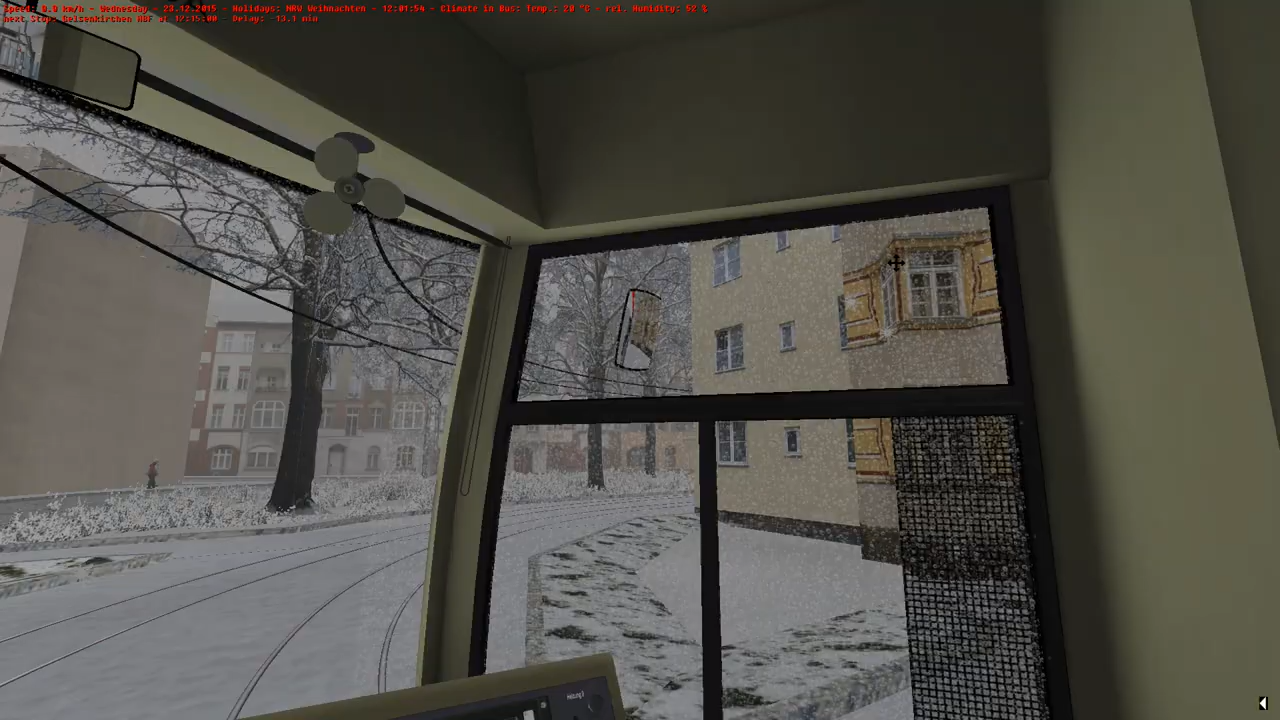 Speed: 0.0 km/h - Wednesday - 23.12.2015 - Holidays: NRW Weihnachten - 12:01:54 - Climate in Bus: Temp.: 20 °C - rel. Humidity: 52 %
next Stop: Gelsenkirchen HBF at 12:15:00 - Delay: -13.1 min
Heizung